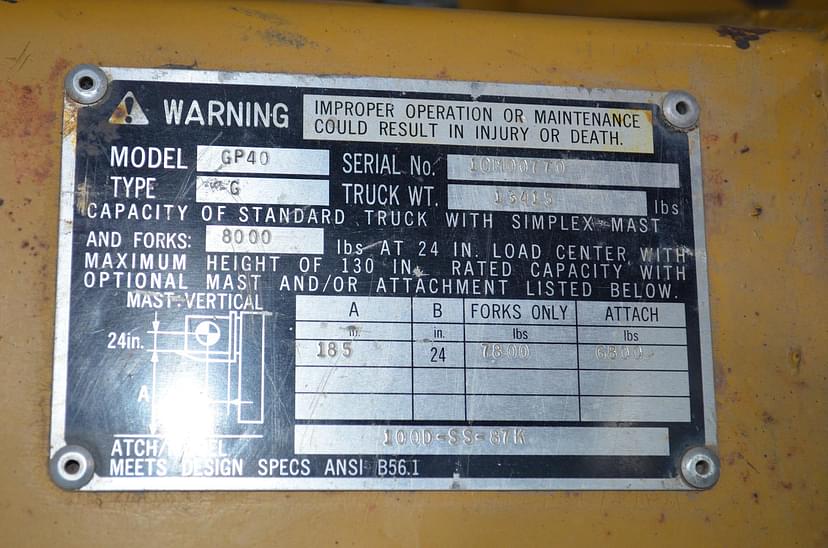 WARNING
IMPROPER OPERATION OR MAINTENANCE
COULD RESULT IN INJURY OR DEATH.
MODEL GP40 SERIAL No.
TYPE G TRUCK WT. 13415 lbs
CAPACITY OF STANDARD TRUCK WITH SIMPLEX MAST
AND FORKS: 8000 lbs AT 24 IN. LOAD CENTER WITH
MAXIMUM HEIGHT OF 130 IN. RATED CAPACITY WITH
OPTIONAL MAST AND/OR ATTACHMENT LISTED BELOW.
MAST-VERTICAL
A B FORKS ONLY ATTACH
in. in. lbs lbs
24in.
185 24 7800
A
100D-SS-87K
MEETS DESIGN SPECS ANSI B56.1